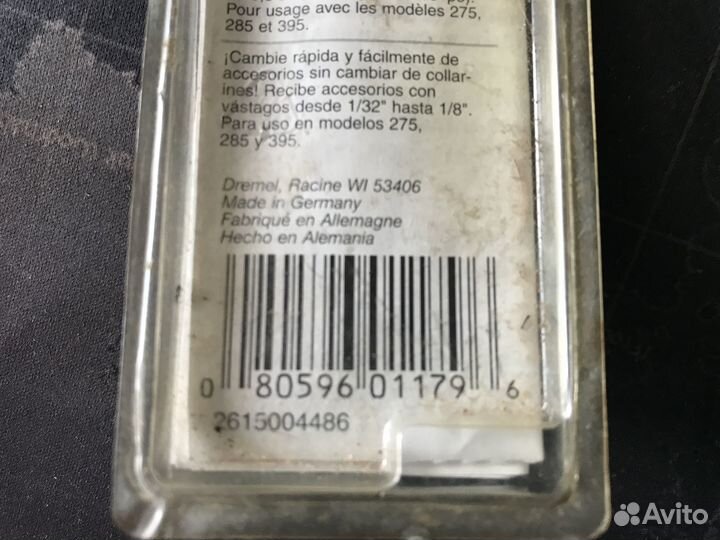 Pour usage avec les modèles 275,
285 et 395.
¡Cambie rápida y fácilmente de
accesorios sin cambiar de collar-
ines! Recibe accesorios con
vástagos desde 1/32" hasta 1/8".
Para uso en modelos 275,
285 y 395.
Dremel, Racine WI 53406
Made in Germany
Fabriqué en Allemagne
Hecho en Alemania
0 80596 01179 6
2615004486
Avito